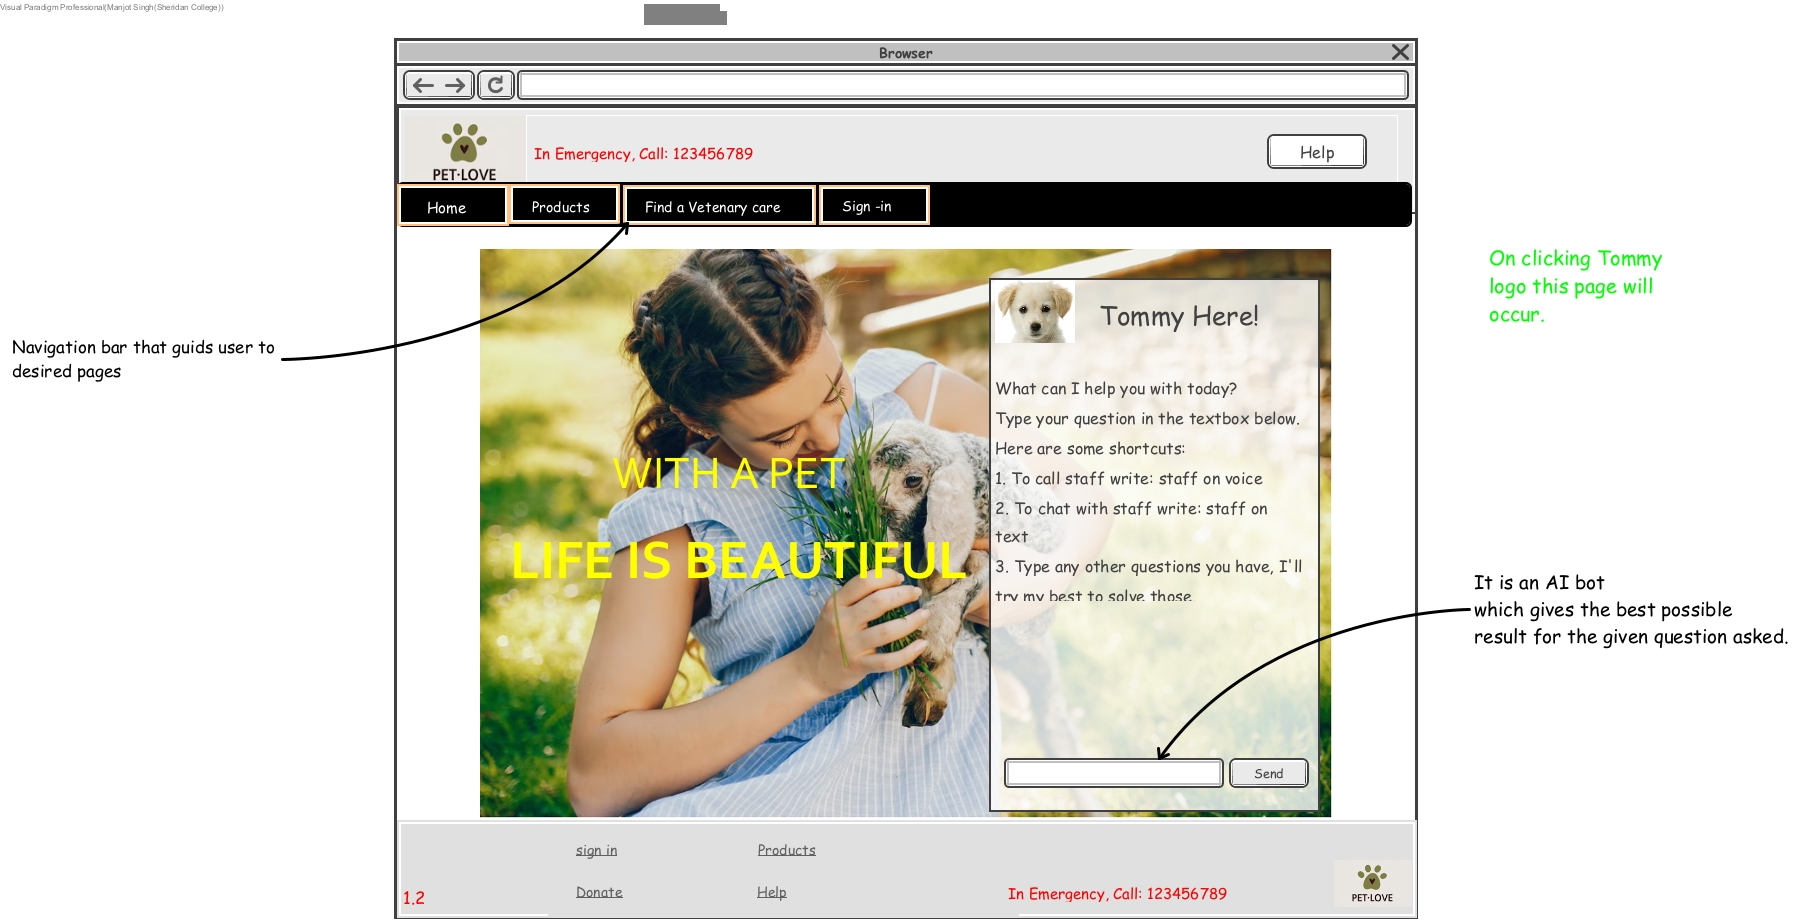 Visual Paradigm Professional(Manjot Singh(Sheridan College))
Browser
PET·LOVE
In Emergency, Call: 123456789
Help
Home
Products
Find a Vetenary care
Sign -in
On clicking Tommy
logo this page will
occur.
Navigation bar that guids user to
desired pages
WITH A PET
LIFE IS BEAUTIFUL
Tommy Here!
What can I help you with today?
Type your question in the textbox below.
Here are some shortcuts:
1. To call staff write: staff on voice
2. To chat with staff write: staff on
text
3. Type any other questions you have, I'll
try my best to solve those
Send
It is an AI bot
which gives the best possible
result for the given question asked.
sign in
Products
Donate
Help
1.2
In Emergency, Call: 123456789
PET·LOVE